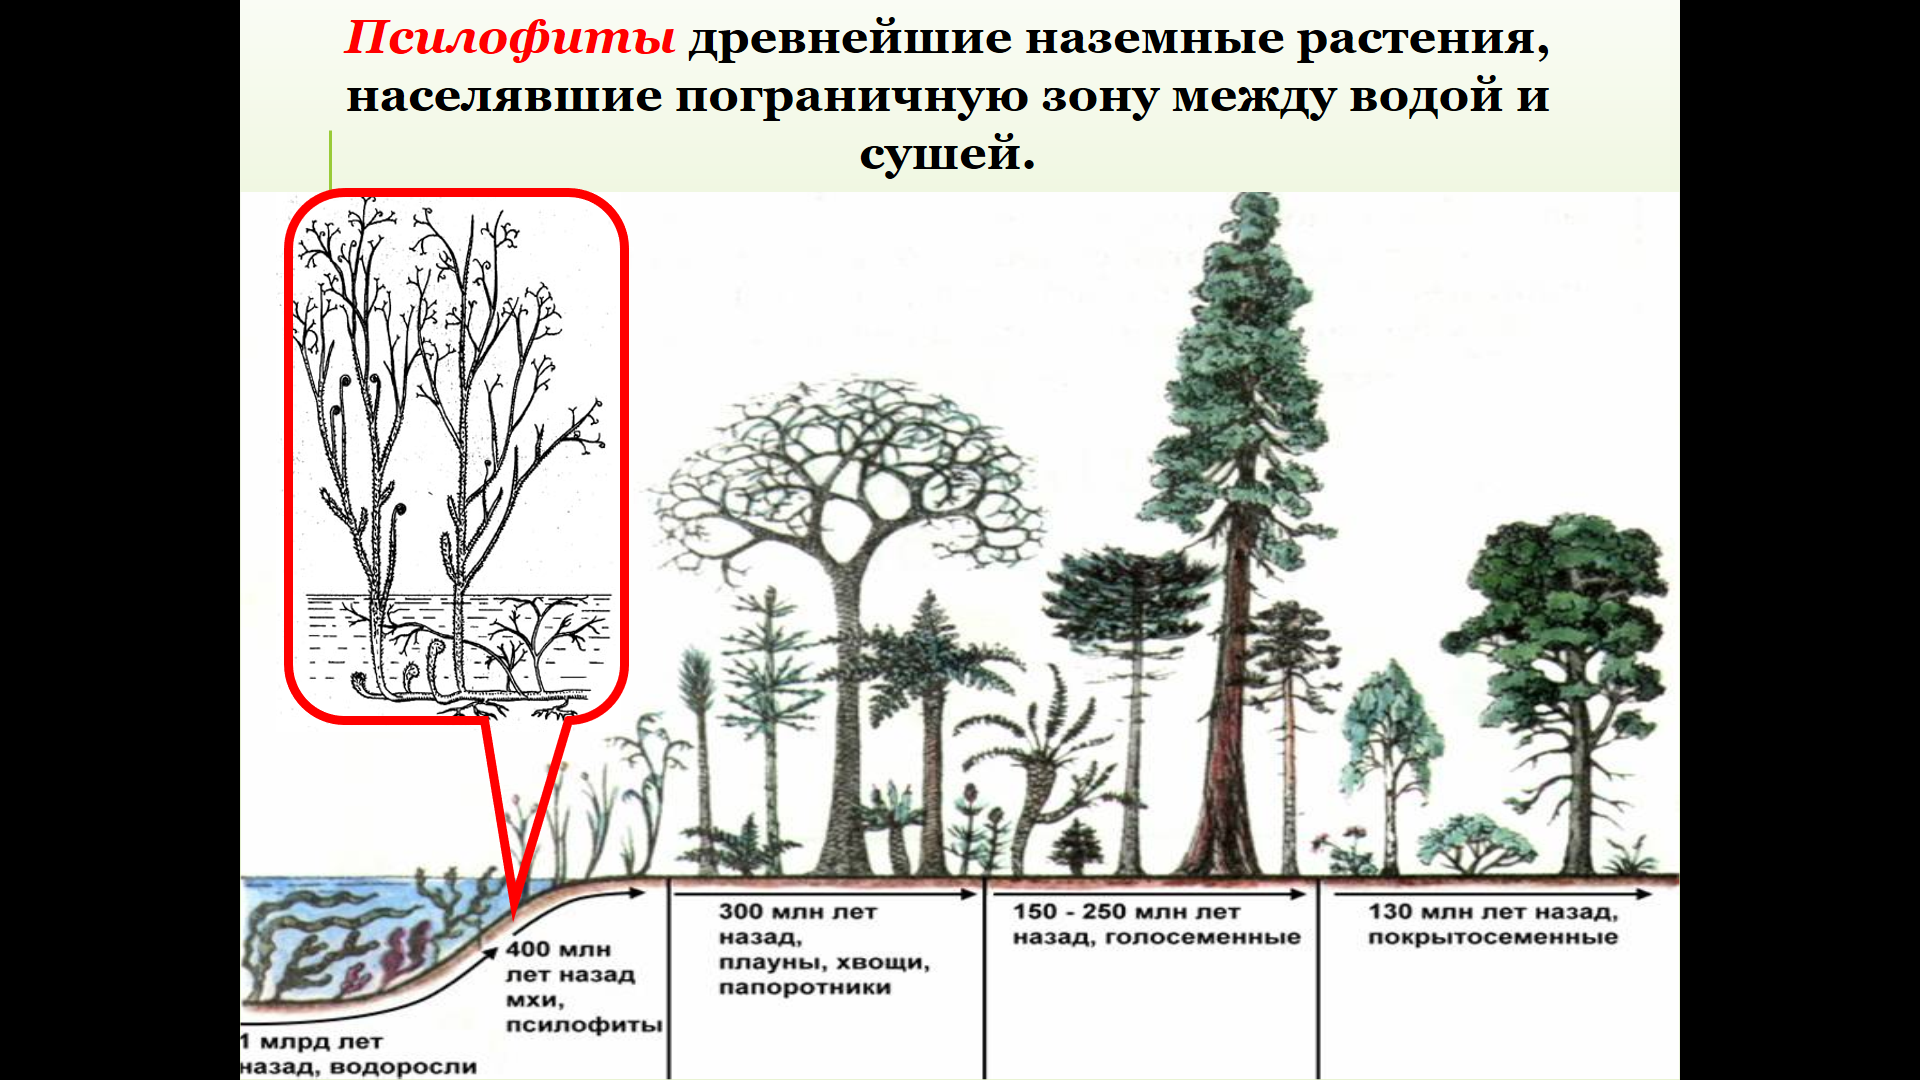 Псилофиты древнейшие наземные растения,
населявшие пограничную зону между водой и
сушей.
1 млрд лет
назад, водоросли
400 млн
лет назад
мхи,
псилофиты
300 млн лет
назад,
плауны, хвощи,
папоротники
150 - 250 млн лет
назад, голосеменные
130 млн лет назад,
покрытосеменные